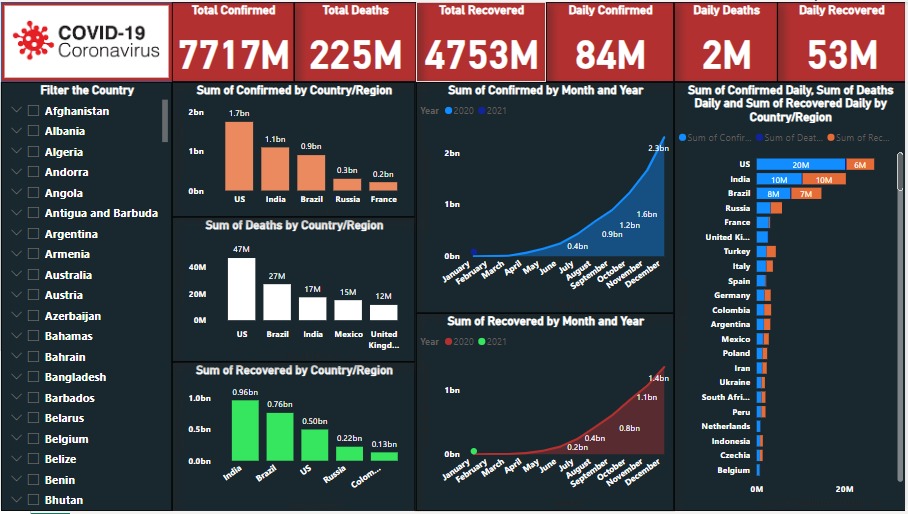 COVID-19
Coronavirus
Total Confirmed
7717M
Total Deaths
225M
Total Recovered
4753M
Daily Confirmed
84M
Daily Deaths
2M
Daily Recovered
53M
Filter the Country
Afghanistan
Albania
Algeria
Andorra
Angola
Antigua and Barbuda
Argentina
Armenia
Australia
Austria
Azerbaijan
Bahamas
Bahrain
Bangladesh
Barbados
Belarus
Belgium
Belize
Benin
Bhutan
Sum of Confirmed by Country/Region
2bn
1bn
0bn
1.7bn
1.1bn
0.9bn
0.3bn
0.2bn
US
India
Brazil
Russia
France
Sum of Deaths by Country/Region
40M
20M
0M
47M
27M
17M
15M
12M
US
Brazil
India
Mexico
United
Kingd...
Sum of Recovered by Country/Region
1.0bn
0.5bn
0.0bn
0.96bn
0.76bn
0.50bn
0.22bn
0.13bn
India
Brazil
US
Russia
Colom...
Sum of Confirmed by Month and Year
Year 2020 2021
2bn
1bn
0bn
0.4bn
0.9bn
1.2bn
1.6bn
2.3bn
January
February
March
April
May
June
July
August
September
October
November
December
Sum of Recovered by Month and Year
Year 2020 2021
1bn
0bn
0.2bn
0.4bn
0.8bn
1.1bn
1.4bn
January
February
March
April
May
June
July
August
September
October
November
December
Sum of Confirmed Daily, Sum of Deaths
Daily and Sum of Recovered Daily by
Country/Region
Sum of Confir... Sum of Deat... Sum of Rec...
US 20M 6M
India 10M 10M
Brazil 8M 7M
Russia
France
United Ki...
Turkey
Italy
Spain
Germany
Colombia
Argentina
Mexico
Poland
Iran
Ukraine
South Afri...
Peru
Netherlands
Indonesia
Czechia
Belgium
0M
20M